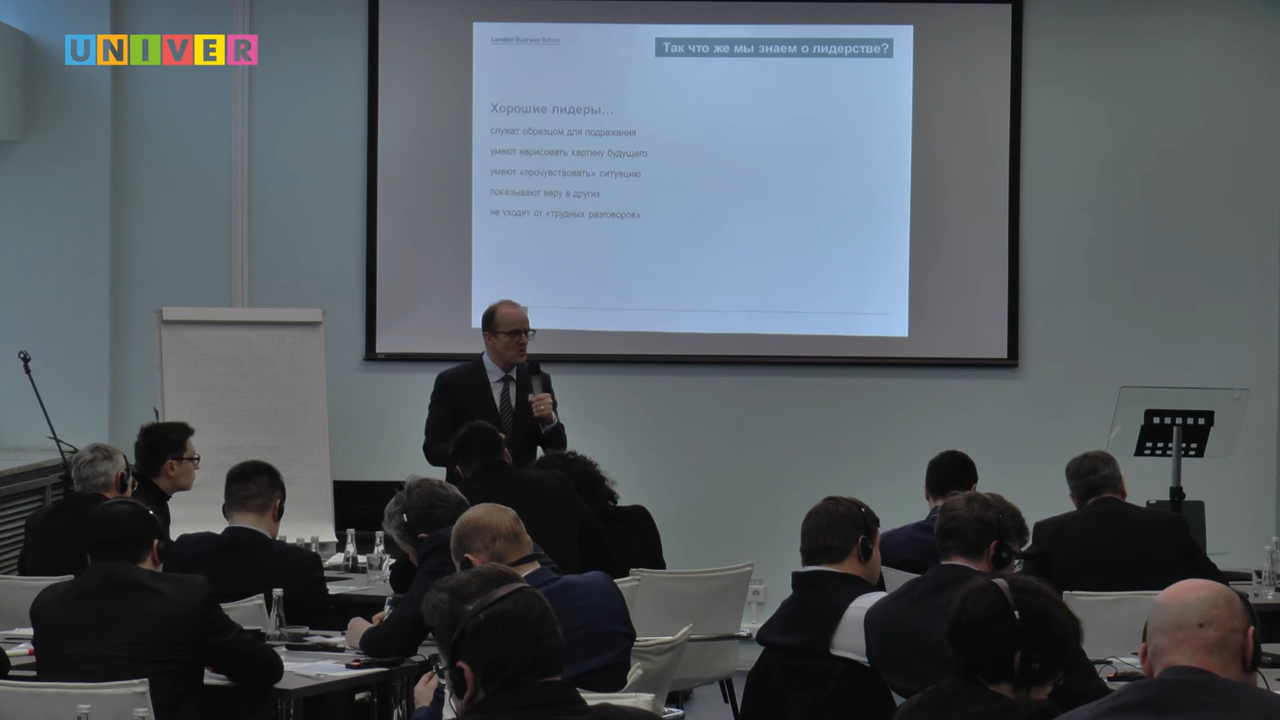 UNIVER
London Business School
Так что же мы знаем о лидерстве?
Хорошие лидеры...
служат образцом для подражания
умеют нарисовать картину будущего
умеют «прочувствовать» ситуацию
показывают веру в других
не уходят от «трудных разговоров»